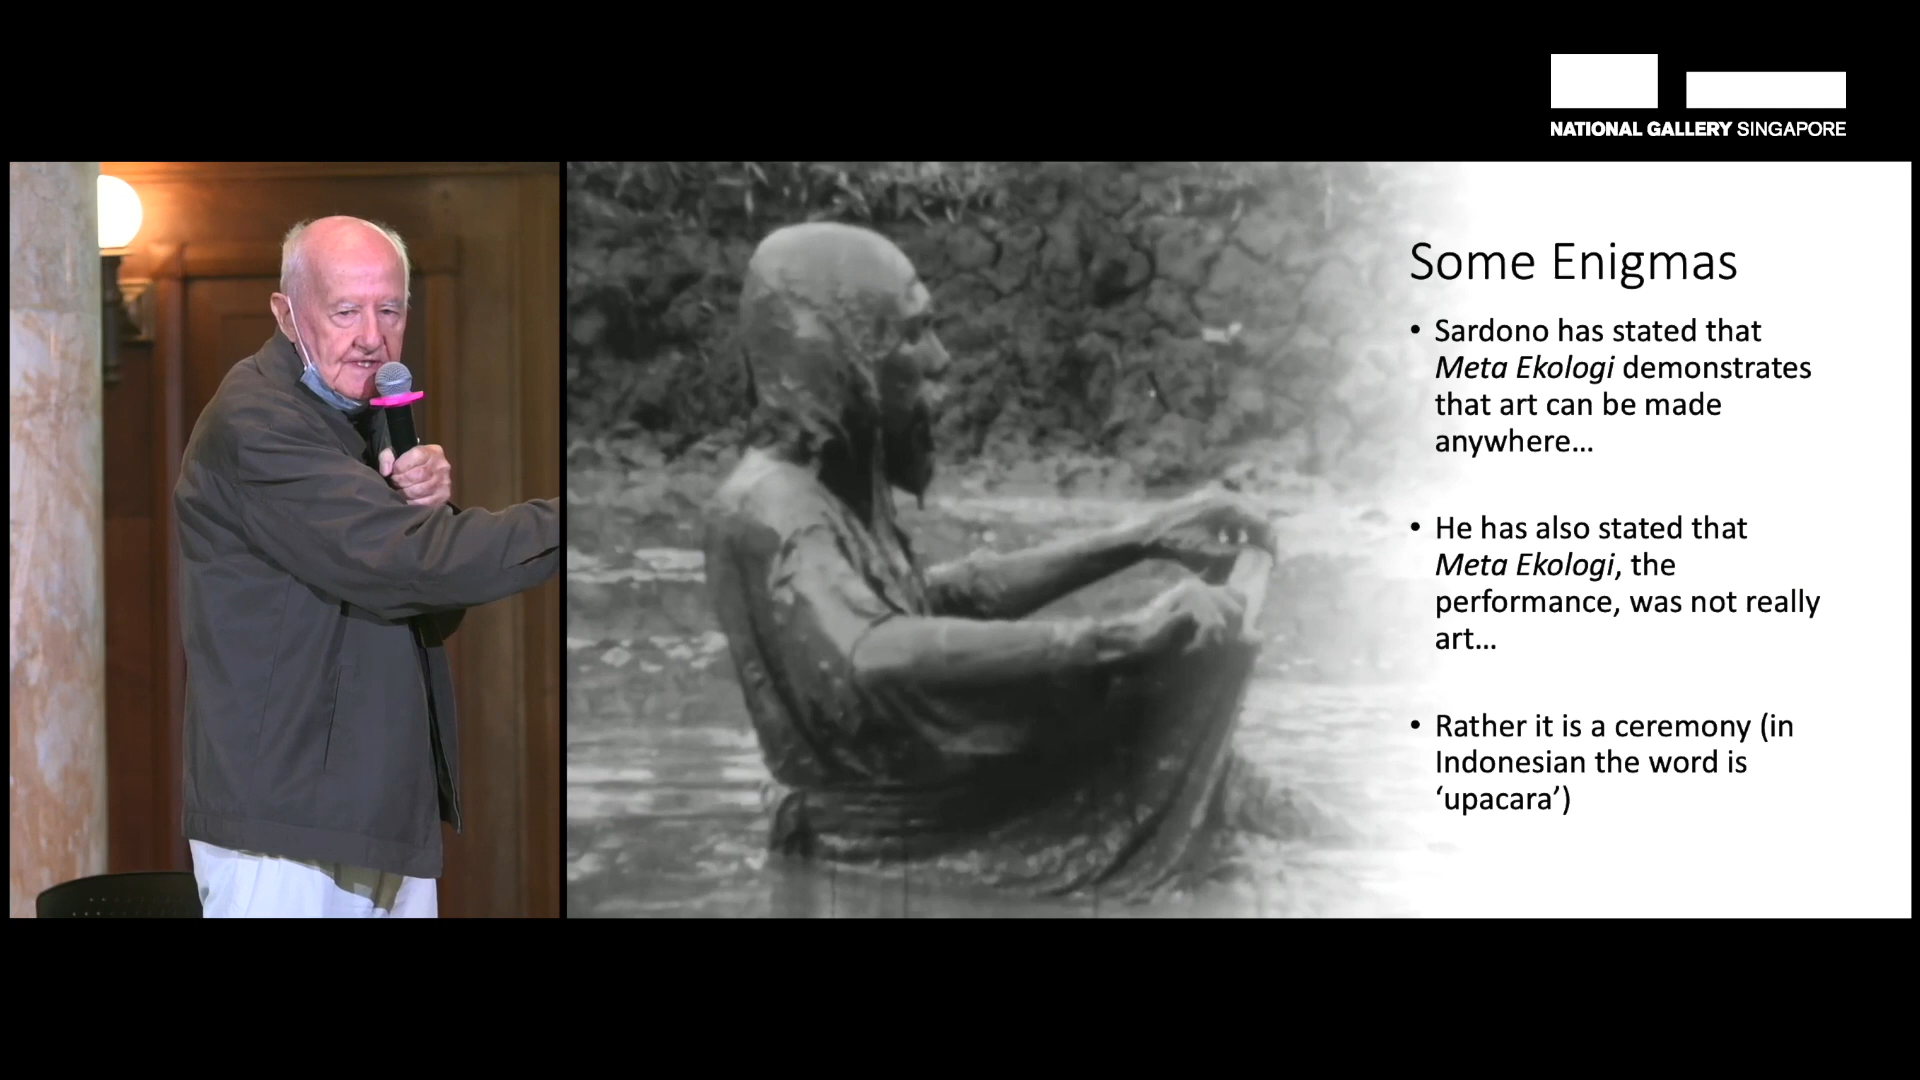 NATIONAL GALLERY SINGAPORE
Some Enigmas
• Sardono has stated that
Meta Ekologi demonstrates
that art can be made
anywhere...
• He has also stated that
Meta Ekologi, the
performance, was not really
art...
• Rather it is a ceremony (in
Indonesian the word is
‘upacara’)